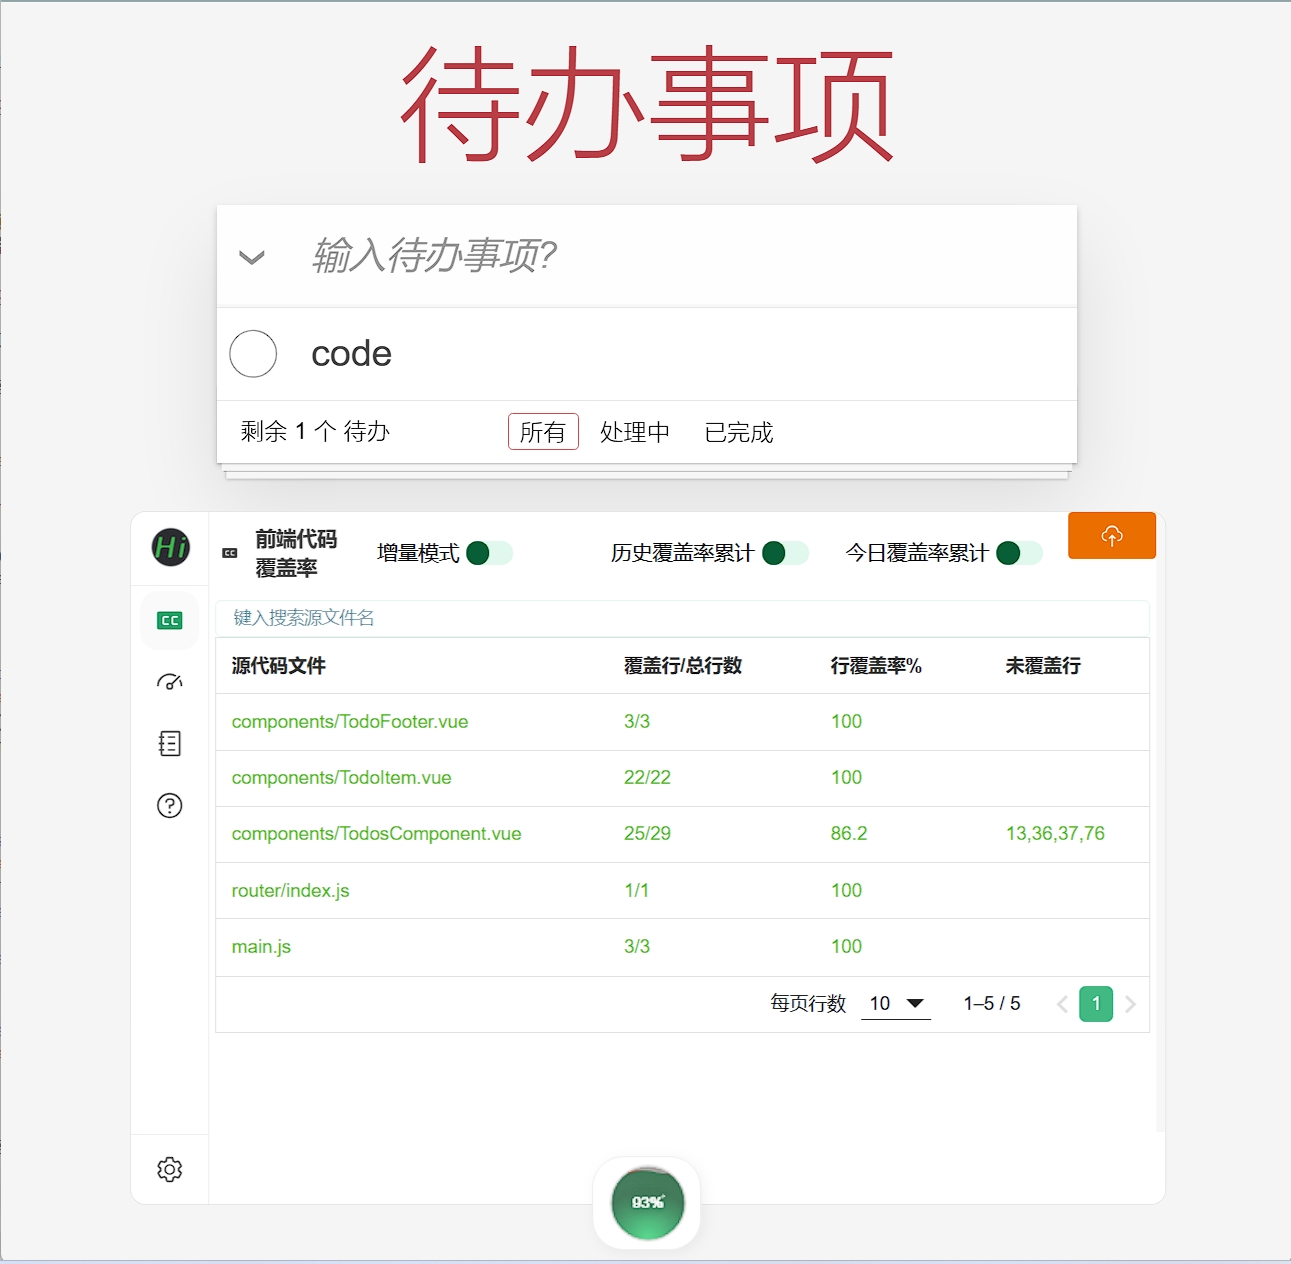 待办事项
输入待办事项?
code
剩余 1 个 待办 所有 处理中 已完成
Hi CC 前端代码覆盖率 增量模式 历史覆盖率累计 今日覆盖率累计
CC
键入搜索源文件名
源代码文件 覆盖行/总行数 行覆盖率% 未覆盖行
components/TodoFooter.vue 3/3 100
components/TodoItem.vue 22/22 100
components/TodosComponent.vue 25/29 86.2 13,36,37,76
router/index.js 1/1 100
main.js 3/3 100
每页行数 10 1–5 / 5 1
93%